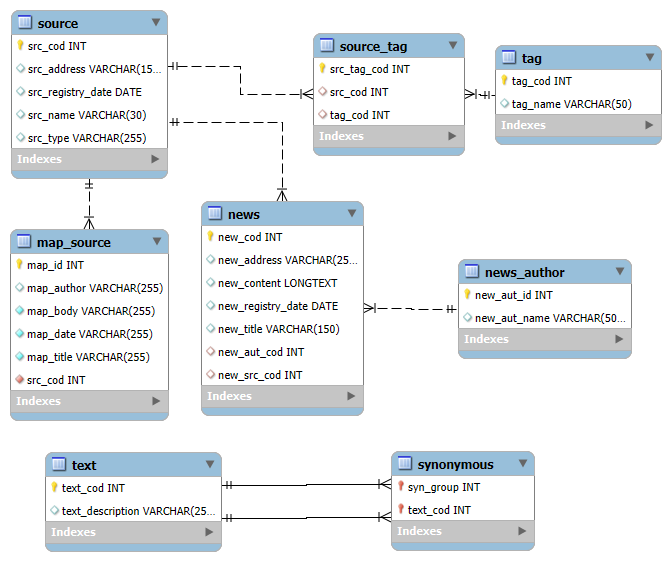 source
src_cod INT
src_address VARCHAR(15...
src_registry_date DATE
src_name VARCHAR(30)
src_type VARCHAR(255)
Indexes
source_tag
src_tag_cod INT
src_cod INT
tag_cod INT
Indexes
tag
tag_cod INT
tag_name VARCHAR(50)
Indexes
map_source
map_id INT
map_author VARCHAR(255)
map_body VARCHAR(255)
map_date VARCHAR(255)
map_title VARCHAR(255)
src_cod INT
Indexes
news
new_cod INT
new_address VARCHAR(25...
new_content LONGTEXT
new_registry_date DATE
new_title VARCHAR(150)
new_aut_cod INT
new_src_cod INT
Indexes
news_author
new_aut_id INT
new_aut_name VARCHAR(50...
Indexes
text
text_cod INT
text_description VARCHAR(25...
Indexes
synonymous
syn_group INT
text_cod INT
Indexes